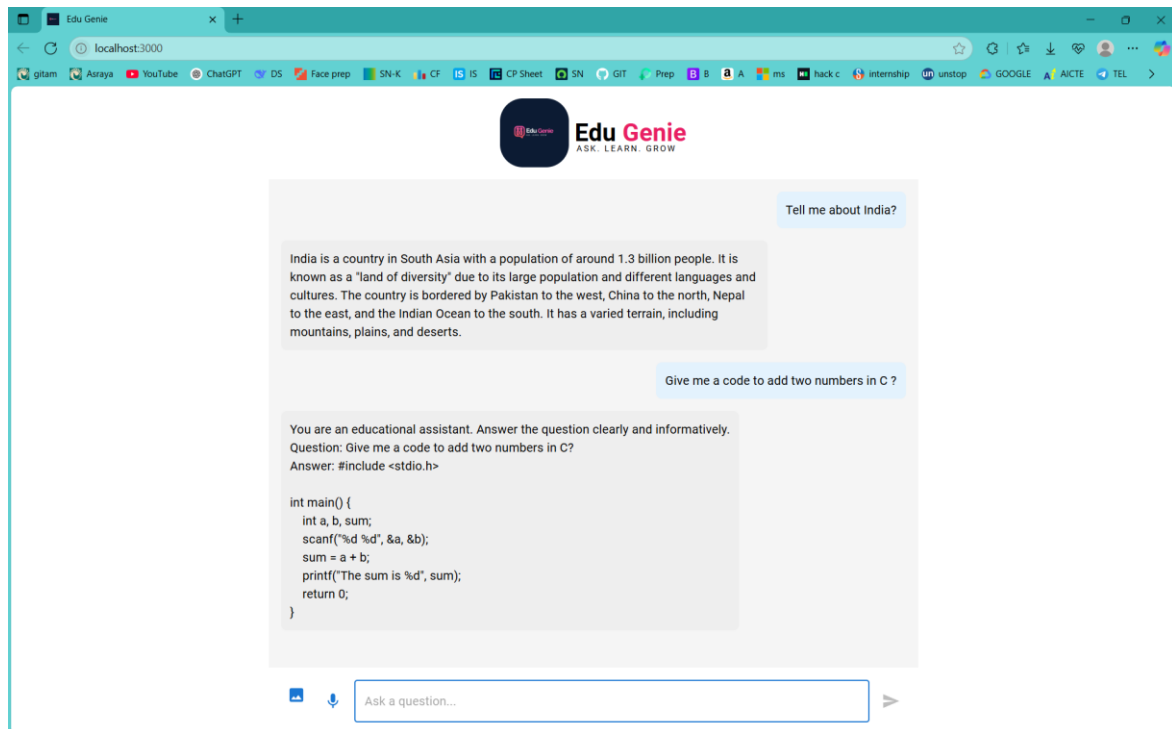 Edu Genie
localhost:3000
gitam Asraya YouTube ChatGPT DS Face prep SN-K CF IS IS CP Sheet SN GIT Prep B B a A ms hack c internship un unstop GOOGLE AICTE TEL
Edu Genie
Edu Genie
ASK. LEARN. GROW
Tell me about India?
India is a country in South Asia with a population of around 1.3 billion people. It is
known as a "land of diversity" due to its large population and different languages and
cultures. The country is bordered by Pakistan to the west, China to the north, Nepal
to the east, and the Indian Ocean to the south. It has a varied terrain, including
mountains, plains, and deserts.
Give me a code to add two numbers in C ?
You are an educational assistant. Answer the question clearly and informatively.
Question: Give me a code to add two numbers in C?
Answer: #include <stdio.h>
int main() {
int a, b, sum;
scanf("%d %d", &a, &b);
sum = a + b;
printf("The sum is %d", sum);
return 0;
}
Ask a question...